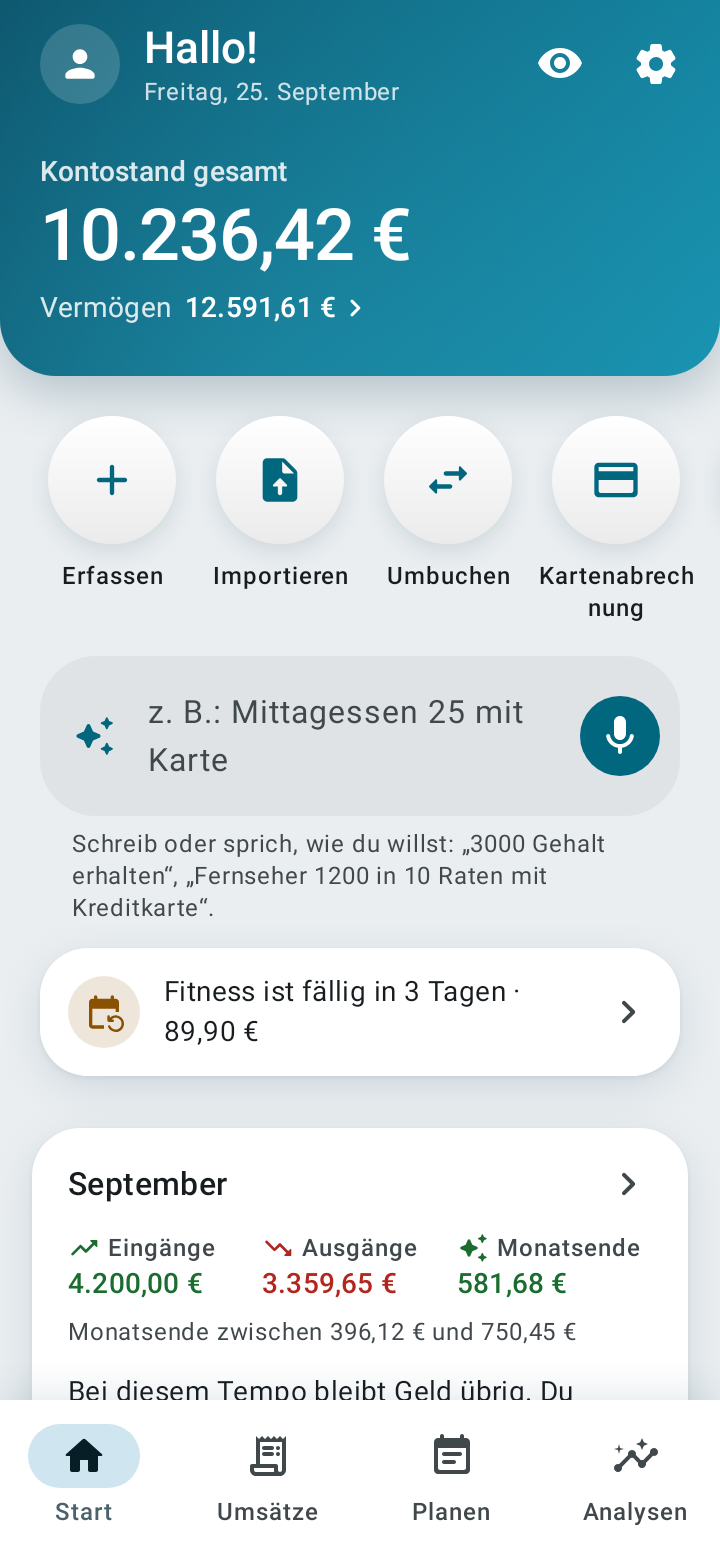 Hallo!
Freitag, 25. September
Kontostand gesamt
10.236,42 €
Vermögen 12.591,61 €
Erfassen
Importieren
Umbuchen
Kartenabrech
nung
z. B.: Mittagessen 25 mit
Karte
Schreib oder sprich, wie du willst: „3000 Gehalt
erhalten“, „Fernseher 1200 in 10 Raten mit
Kreditkarte“.
Fitness ist fällig in 3 Tagen ·
89,90 €
September
Eingänge Ausgänge Monatsende
4.200,00 € 3.359,65 € 581,68 €
Monatsende zwischen 396,12 € und 750,45 €
Bei diesem Tempo bleibt Geld übrig. Du
Start Umsätze Planen Analysen